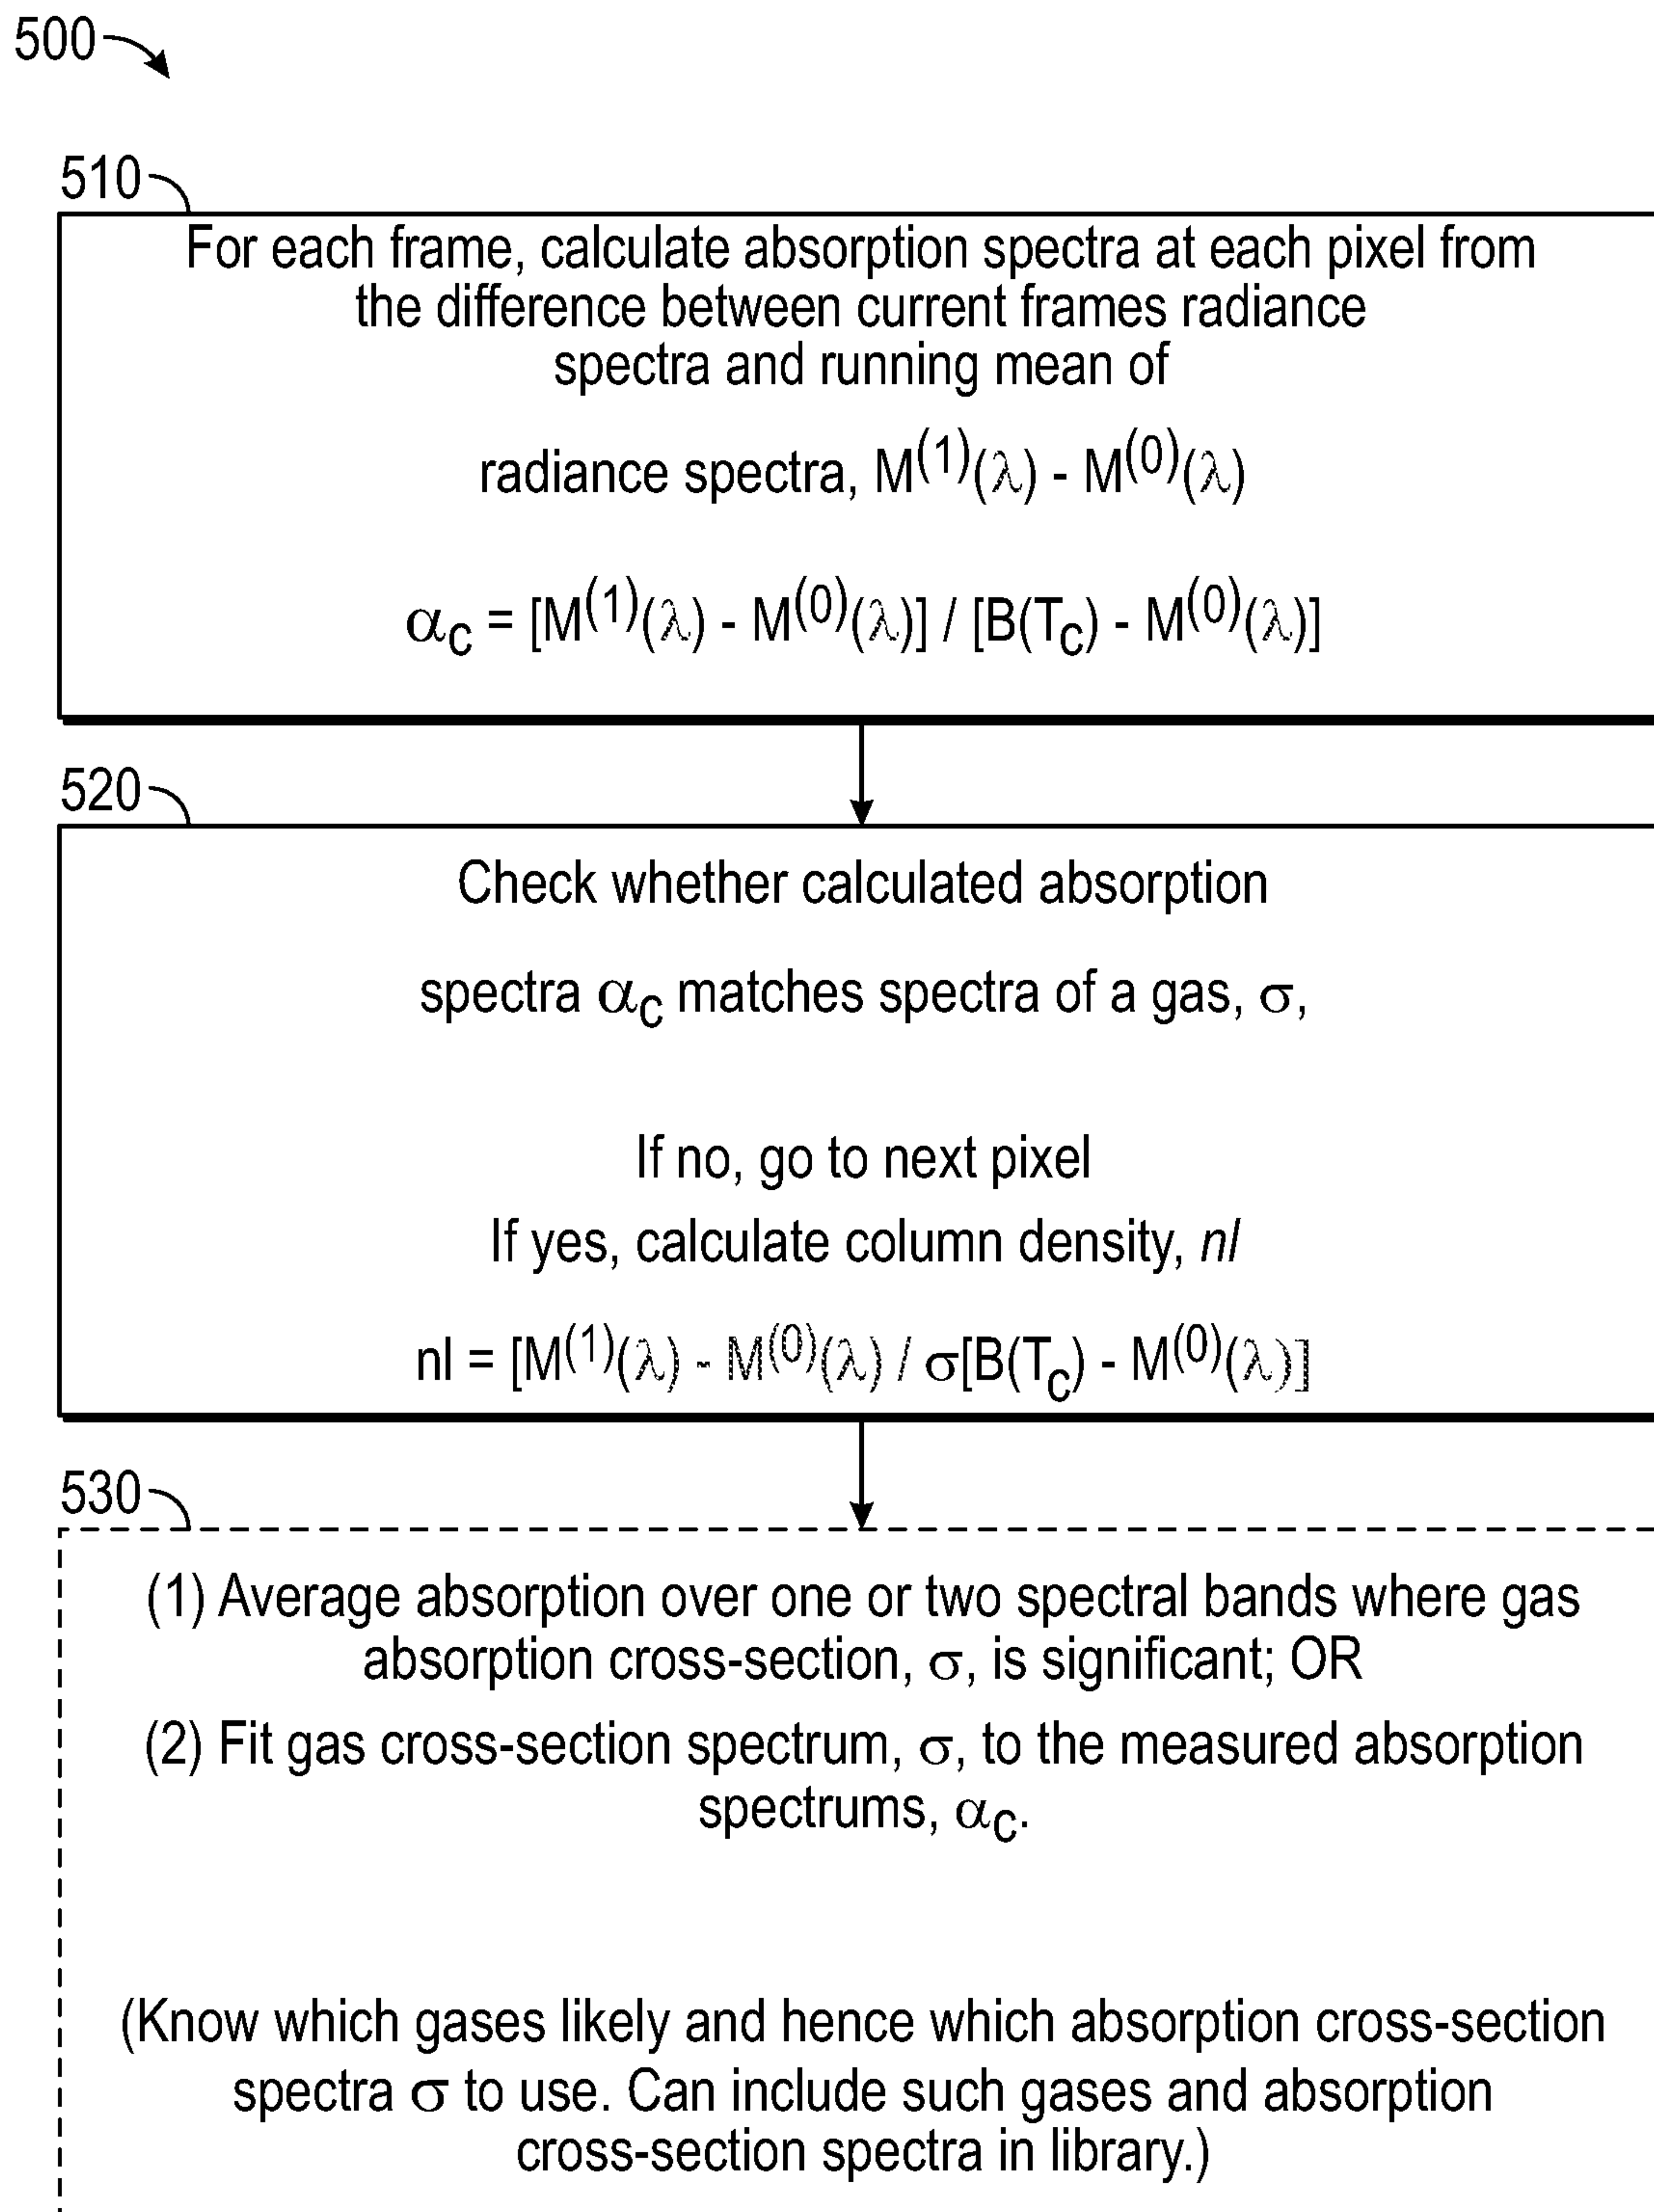 500
510
For each frame, calculate absorption spectra at each pixel from
the difference between current frames radiance
spectra and running mean of
radiance spectra, M⁽¹⁾(λ) - M⁽⁰⁾(λ)
α_C = [M⁽¹⁾(λ) - M⁽⁰⁾(λ)] / [B(T_C) - M⁽⁰⁾(λ)]
520
Check whether calculated absorption
spectra α_C matches spectra of a gas, σ,
If no, go to next pixel
If yes, calculate column density, nl
nl = [M⁽¹⁾(λ) - M⁽⁰⁾(λ) / σ[B(T_C) - M⁽⁰⁾(λ)]
530
(1) Average absorption over one or two spectral bands where gas
absorption cross-section, σ, is significant; OR
(2) Fit gas cross-section spectrum, σ, to the measured absorption
spectrums, α_C.
(Know which gases likely and hence which absorption cross-section
spectra σ to use. Can include such gases and absorption
cross-section spectra in library.)